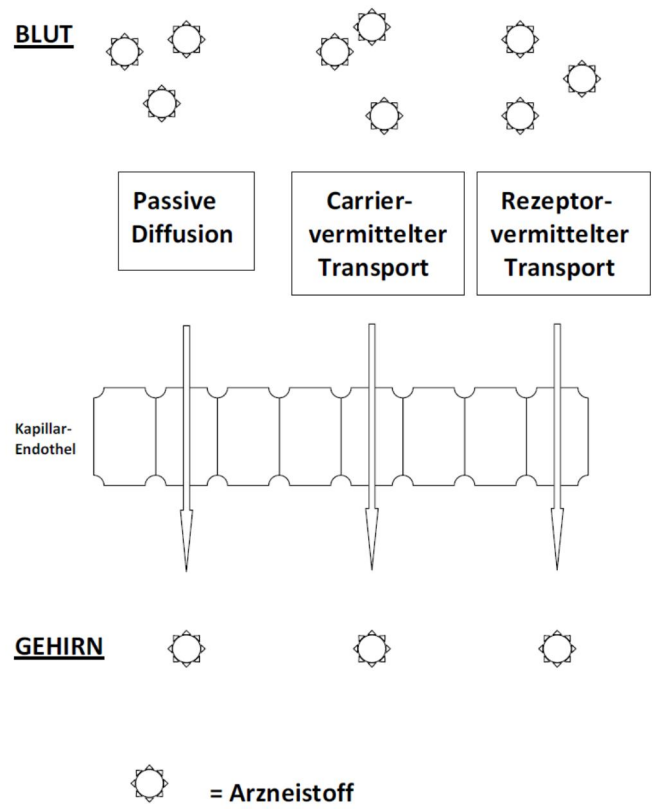 BLUT
Passive
Diffusion
Carrier-
vermittelter
Transport
Rezeptor-
vermittelter
Transport
Kapillar-
Endothel
GEHIRN
= Arzneistoff